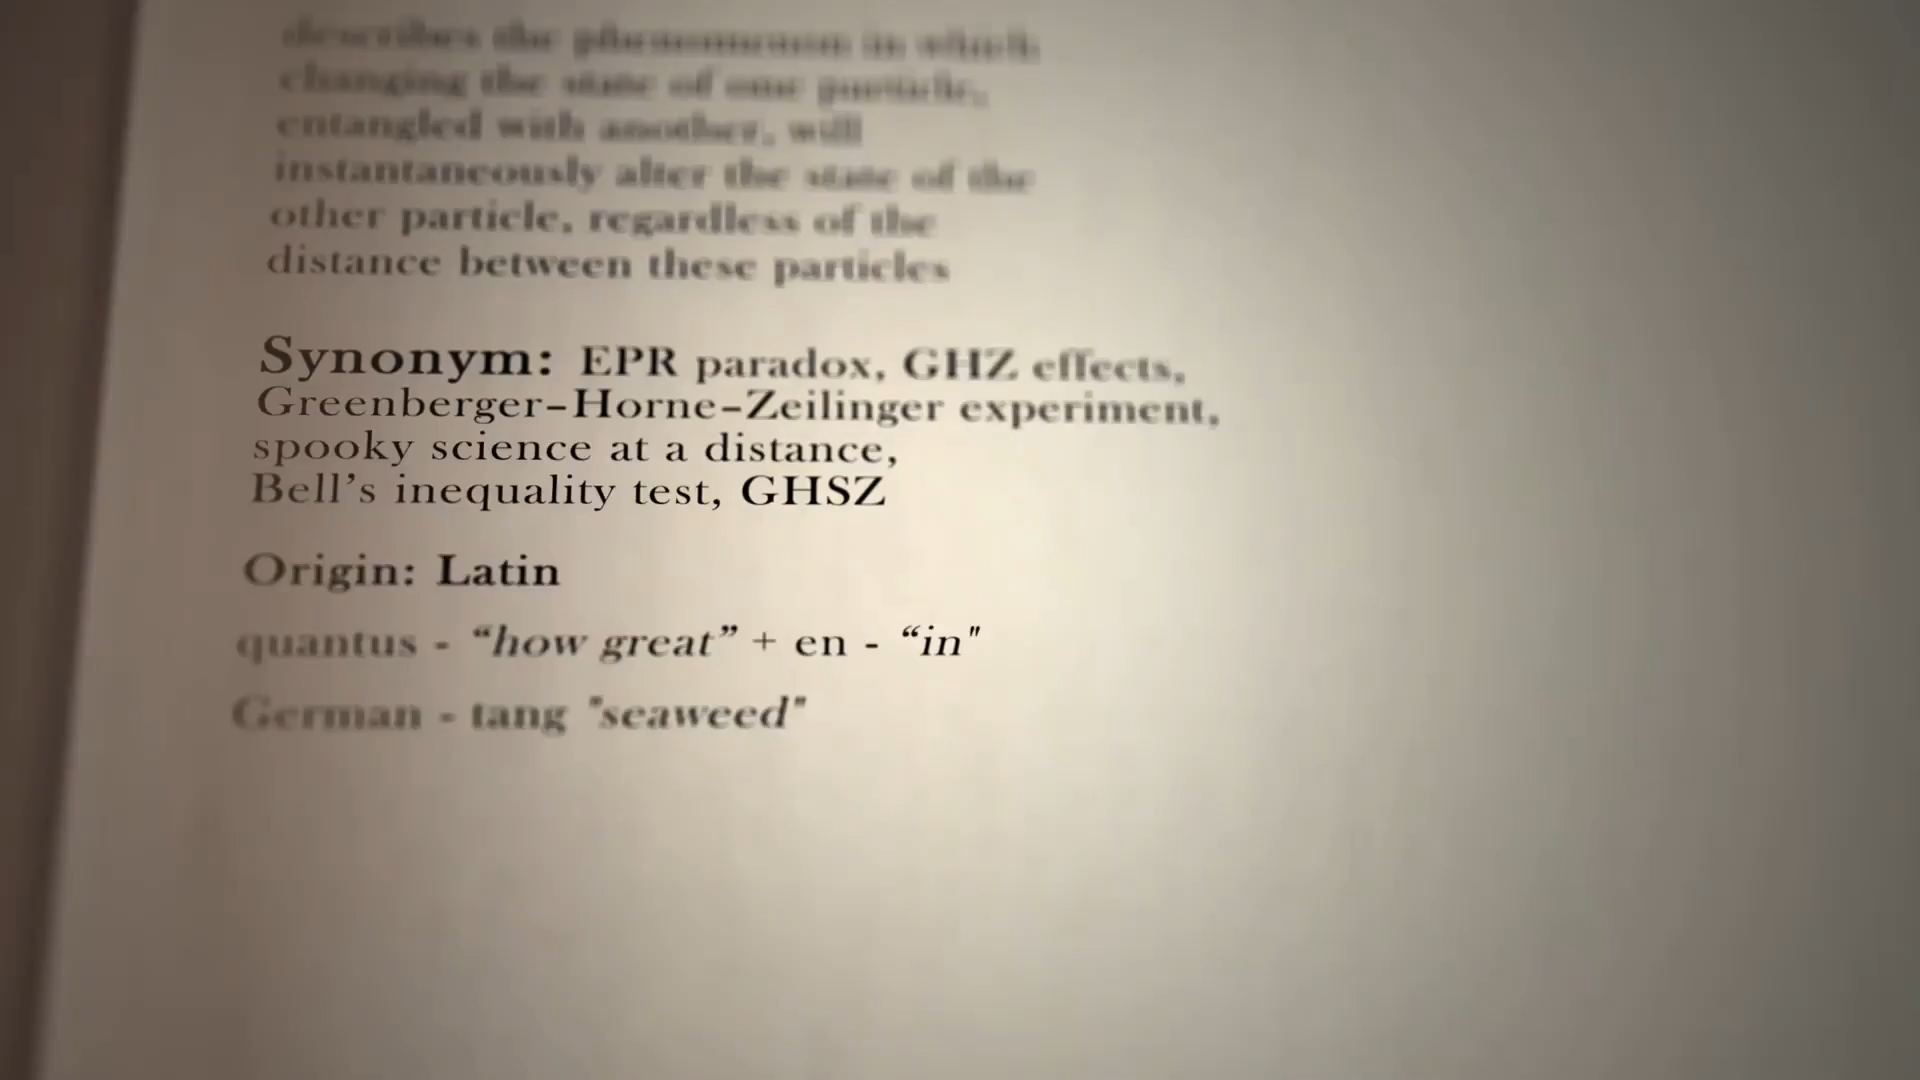 describes the phenomenon in which
changing the state of one particle,
entangled with another, will
instantaneously alter the state of the
other particle, regardless of the
distance between these particles
Synonym: EPR paradox, GHZ effects,
Greenberger–Horne–Zeilinger experiment,
spooky science at a distance,
Bell’s inequality test, GHSZ
Origin: Latin
quantus - “how great” + en - “in"
German - tang "seaweed"